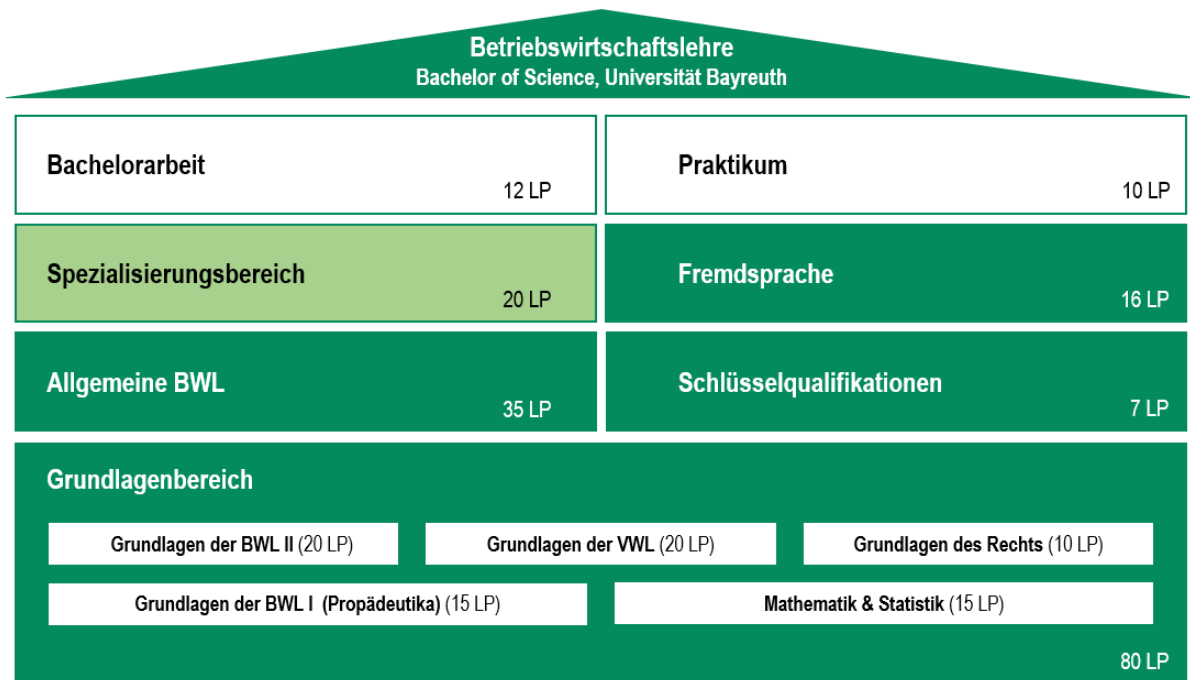 Betriebswirtschaftslehre
Bachelor of Science, Universität Bayreuth
Bachelorarbeit
12 LP
Praktikum
10 LP
Spezialisierungsbereich
20 LP
Fremdsprache
16 LP
Allgemeine BWL
35 LP
Schlüsselqualifikationen
7 LP
Grundlagenbereich
Grundlagen der BWL II (20 LP)
Grundlagen der VWL (20 LP)
Grundlagen des Rechts (10 LP)
Grundlagen der BWL I (Propädeutika) (15 LP)
Mathematik & Statistik (15 LP)
80 LP